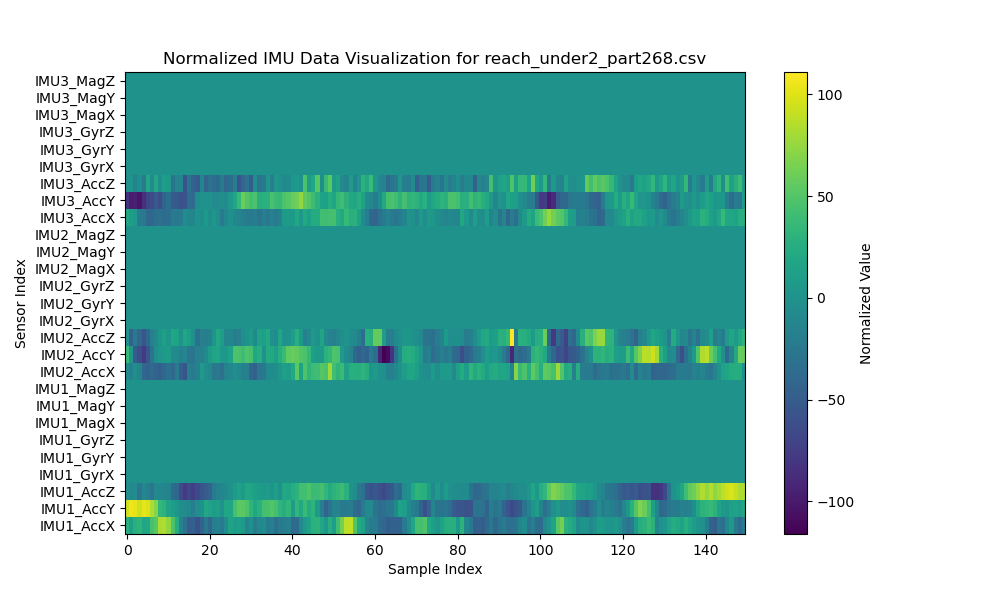 Normalized IMU Data Visualization for reach_under2_part268.csv
IMU3_MagZ
IMU3_MagY
IMU3_MagX
IMU3_GyrZ
IMU3_GyrY
IMU3_GyrX
IMU3_AccZ
IMU3_AccY
IMU3_AccX
IMU2_MagZ
IMU2_MagY
IMU2_MagX
IMU2_GyrZ
IMU2_GyrY
IMU2_GyrX
IMU2_AccZ
IMU2_AccY
IMU2_AccX
IMU1_MagZ
IMU1_MagY
IMU1_MagX
IMU1_GyrZ
IMU1_GyrY
IMU1_GyrX
IMU1_AccZ
IMU1_AccY
IMU1_AccX
Sensor Index
0 20 40 60 80 100 120 140
Sample Index
100
50
0
−50
−100
Normalized Value